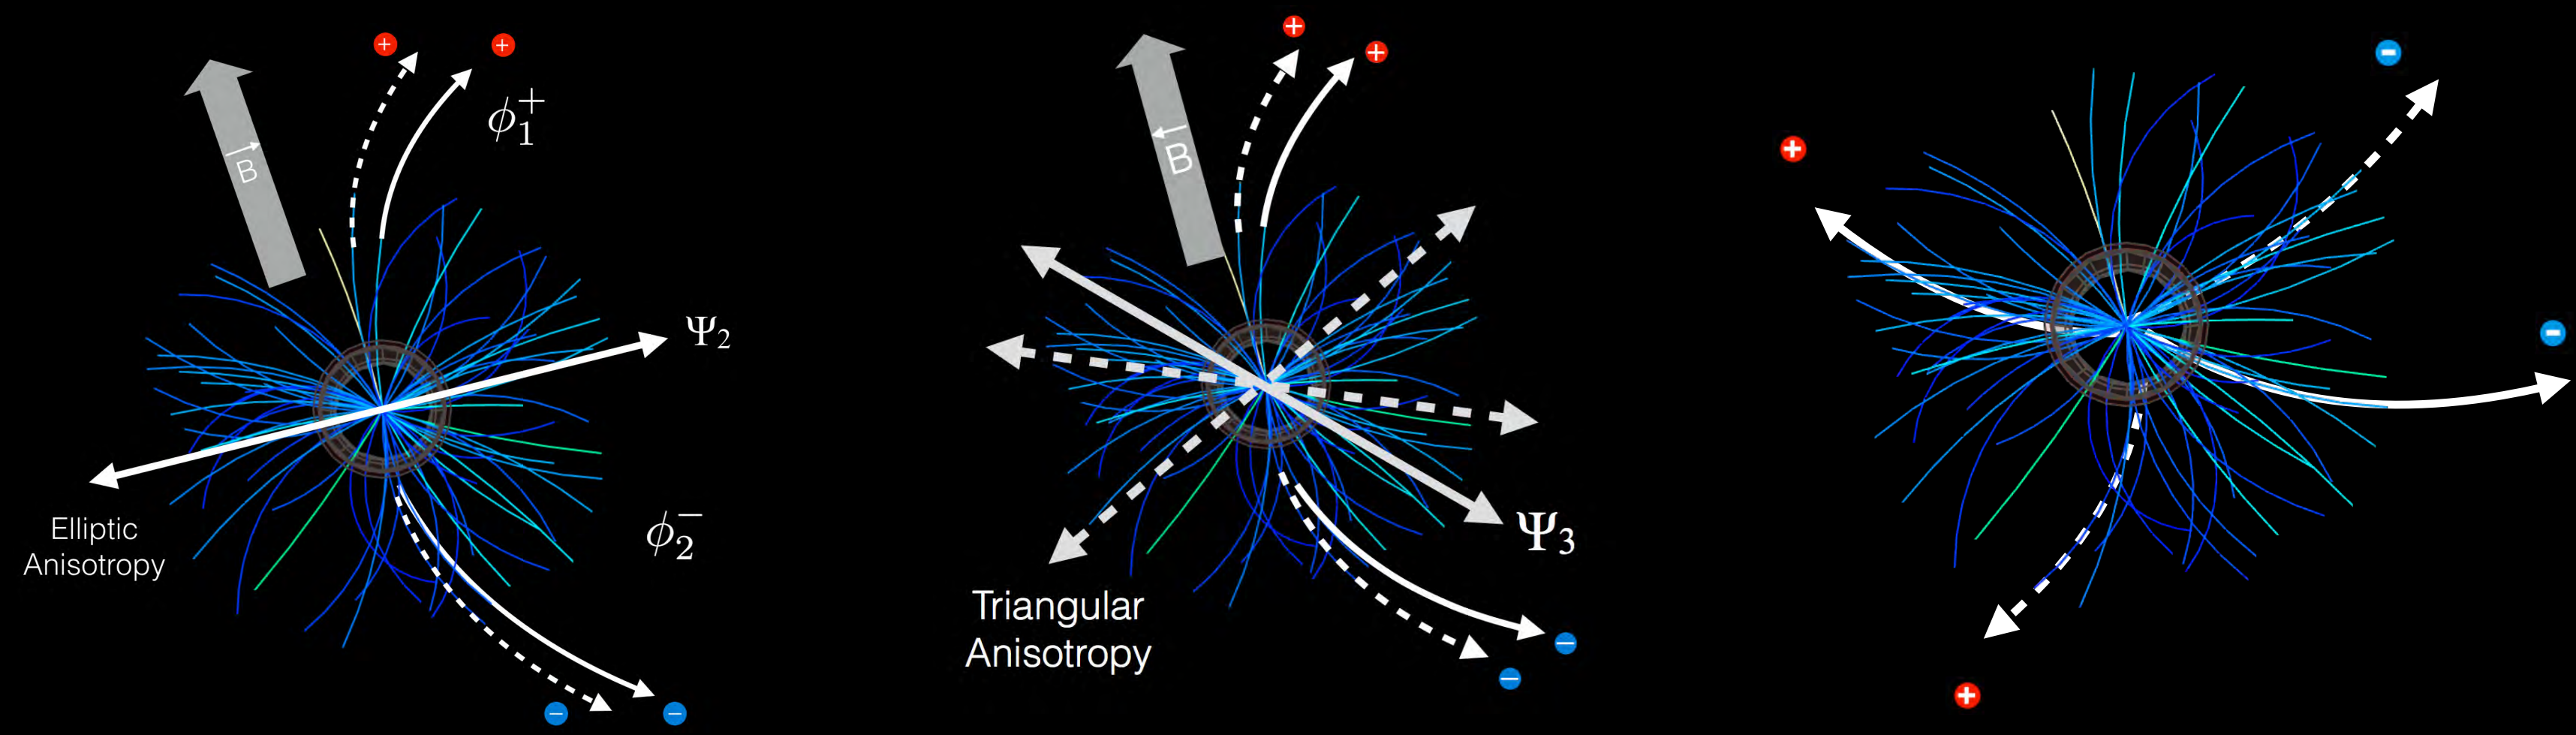 +
+
ϕ₁⁺
B⃗
Ψ₂
Elliptic
Anisotropy
ϕ₂⁻
−
−
+
+
B⃗
Ψ₃
Triangular
Anisotropy
−
−
−
+
−
+